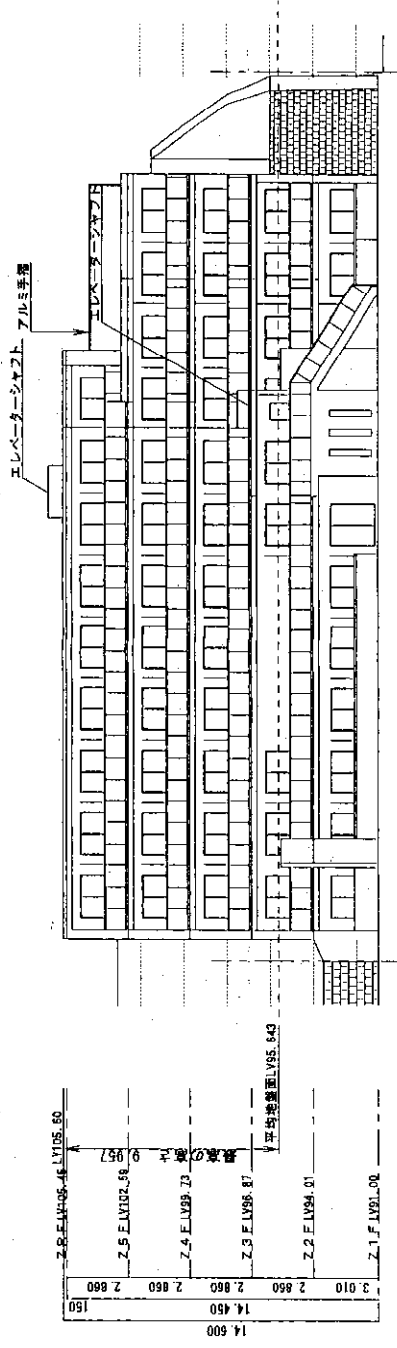 エレベーターシャフト
アルミ手摺
エレベーターシャフト
LV105.60
Z R F LV105.45
Z 5 F LV102.59
Z 4 F LV99.73
Z 3 F LV96.87
Z 2 F LV94.01
Z 1 F LV91.00
最高の高さ 9.957
平均地盤面LV95.643
150
2.860
2.860
2.860
2.860
3.010
14.450
14.600